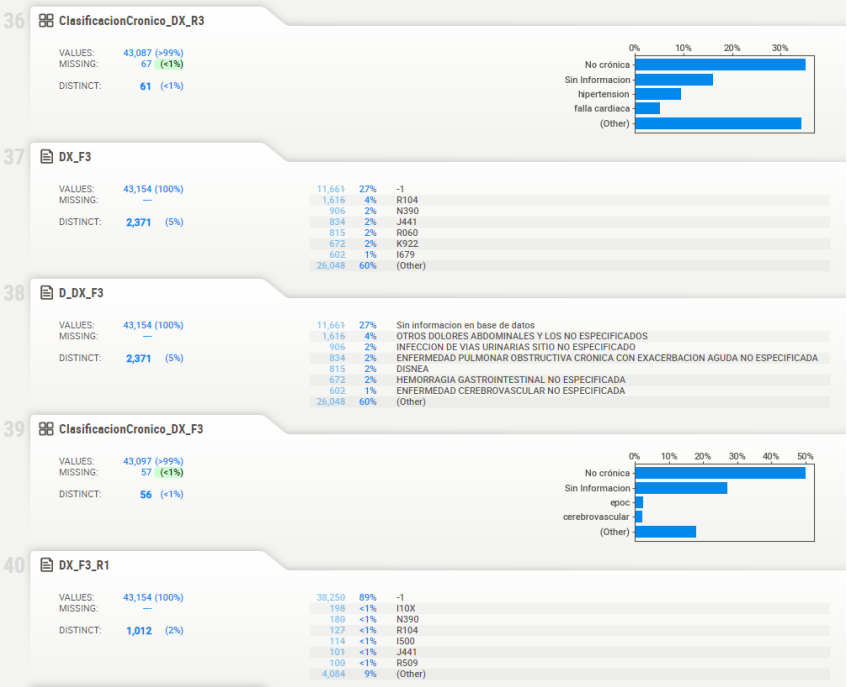 36 ClasificacionCronico_DX_R3
VALUES: 43,087 (>99%)
MISSING: 67 (<1%)
DISTINCT: 61 (<1%)
0% 10% 20% 30%
No crónica
Sin Informacion
hipertension
falla cardiaca
(Other)
37 DX_F3
VALUES: 43,154 (100%)
MISSING: ---
DISTINCT: 2,371 (5%)
11,661 27% -1
1,616 4% R104
906 2% N390
834 2% J441
815 2% R060
672 2% K922
602 1% I679
26,048 60% (Other)
38 D_DX_F3
VALUES: 43,154 (100%)
MISSING: ---
DISTINCT: 2,371 (5%)
11,661 27% Sin informacion en base de datos
1,616 4% OTROS DOLORES ABDOMINALES Y LOS NO ESPECIFICADOS
906 2% INFECCION DE VIAS URINARIAS SITIO NO ESPECIFICADO
834 2% ENFERMEDAD PULMONAR OBSTRUCTIVA CRONICA CON EXACERBACION AGUDA NO ESPECIFICADA
815 2% DISNEA
672 2% HEMORRAGIA GASTROINTESTINAL NO ESPECIFICADA
602 1% ENFERMEDAD CEREBROVASCULAR NO ESPECIFICADA
26,048 60% (Other)
39 ClasificacionCronico_DX_F3
VALUES: 43,097 (>99%)
MISSING: 57 (<1%)
DISTINCT: 56 (<1%)
0% 10% 20% 30% 40% 50%
No crónica
Sin Informacion
epoc
cerebrovascular
(Other)
40 DX_F3_R1
VALUES: 43,154 (100%)
MISSING: ---
DISTINCT: 1,012 (2%)
38,250 89% -1
198 <1% I10X
180 <1% N390
127 <1% R104
114 <1% I500
101 <1% J441
100 <1% R509
4,084 9% (Other)